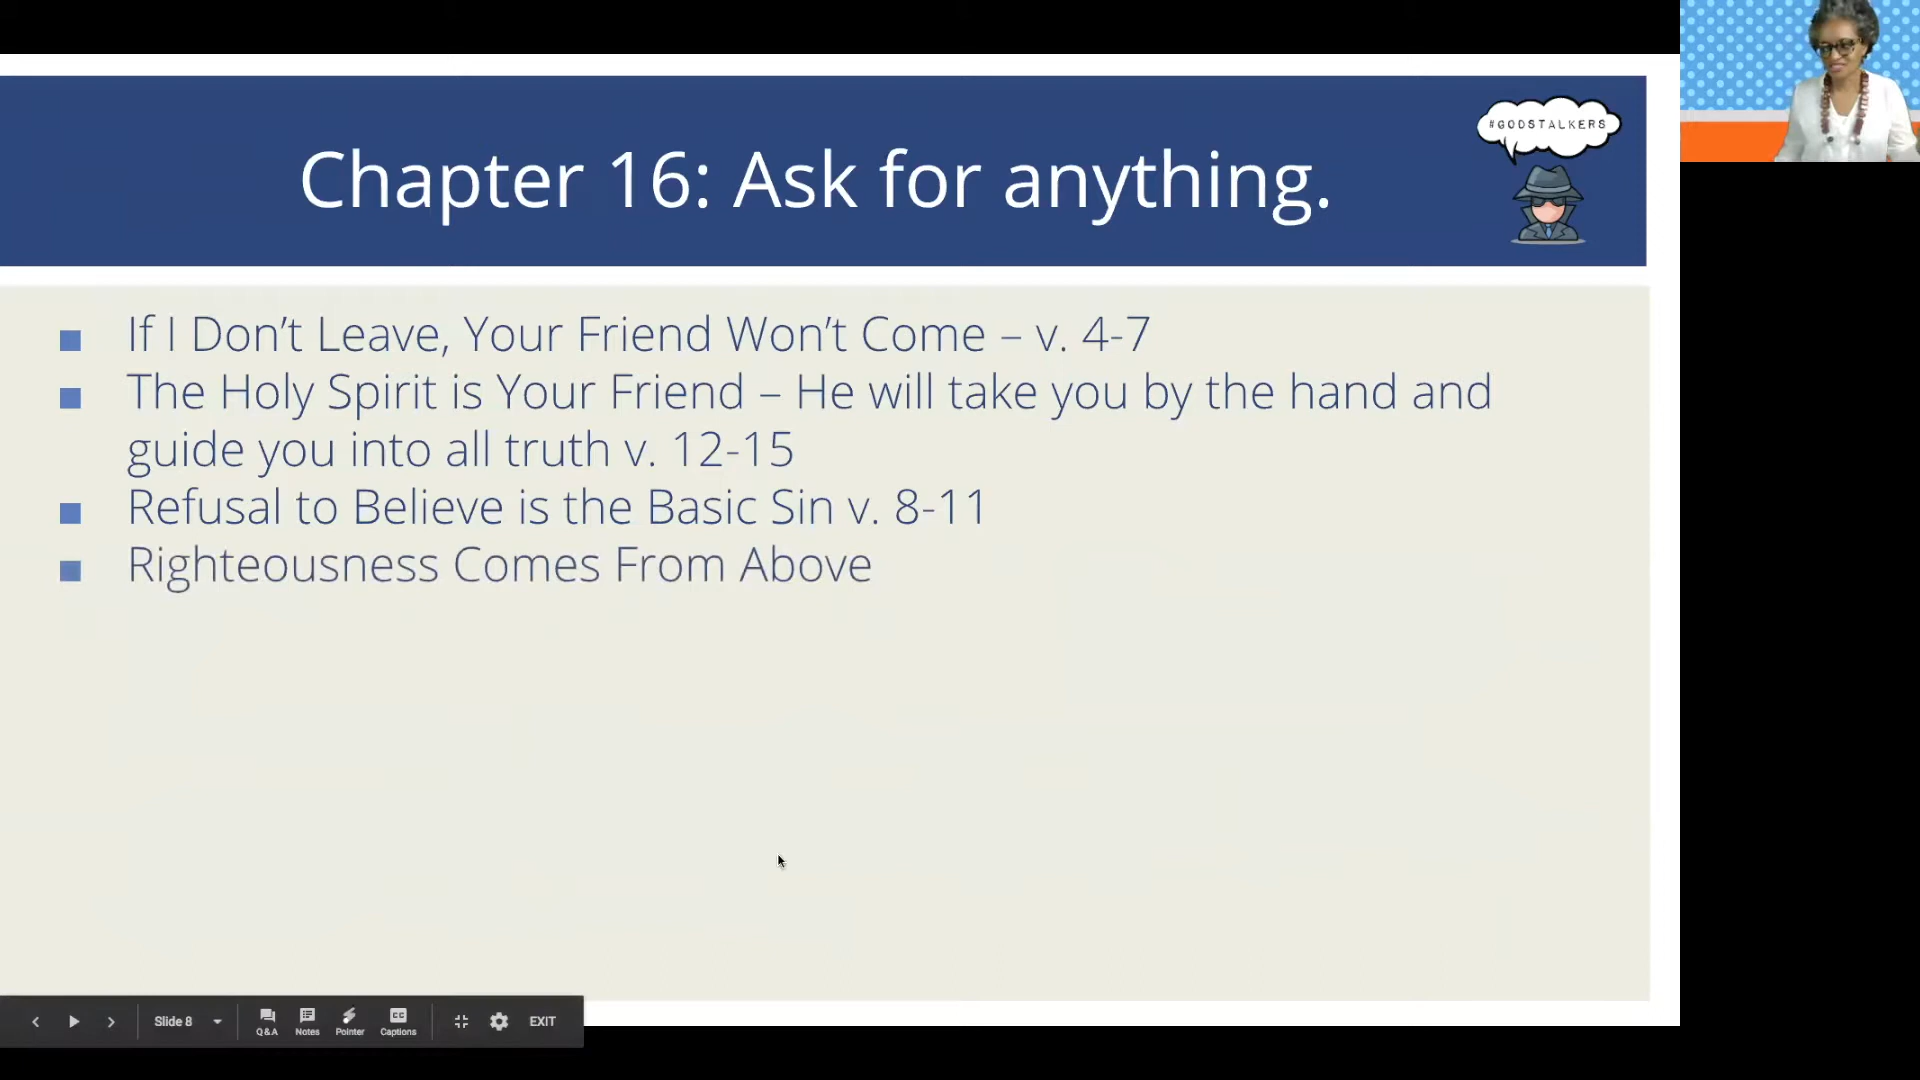 #GODSTALKERS
Chapter 16: Ask for anything.
If I Don’t Leave, Your Friend Won’t Come – v. 4-7
The Holy Spirit is Your Friend – He will take you by the hand and
guide you into all truth v. 12-15
Refusal to Believe is the Basic Sin v. 8-11
Righteousness Comes From Above
Slide 8
Q&A
Notes
Pointer
CC
Captions
EXIT